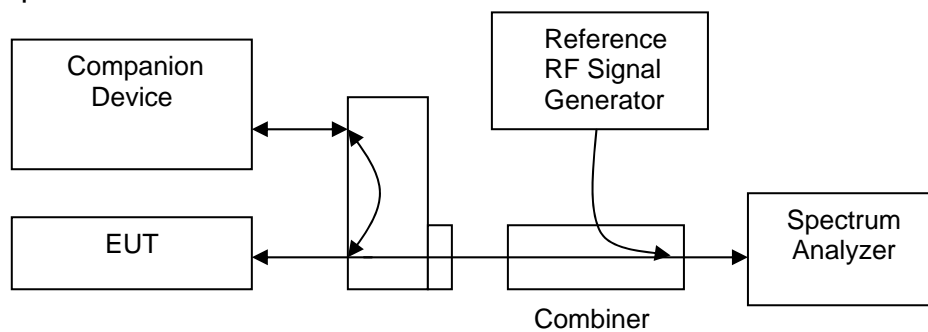 Companion
Device
Reference
RF Signal
Generator
EUT
Spectrum
Analyzer
Combiner